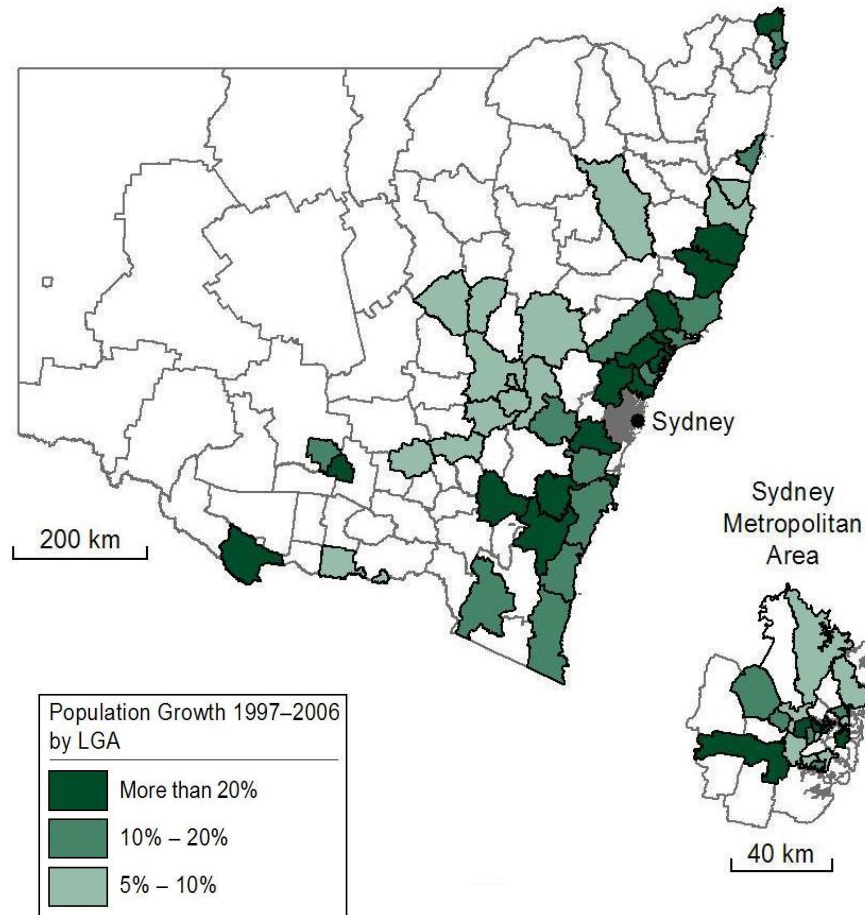 Sydney
200 km
Sydney
Metropolitan
Area
40 km
Population Growth 1997–2006
by LGA
More than 20%
10% – 20%
5% – 10%